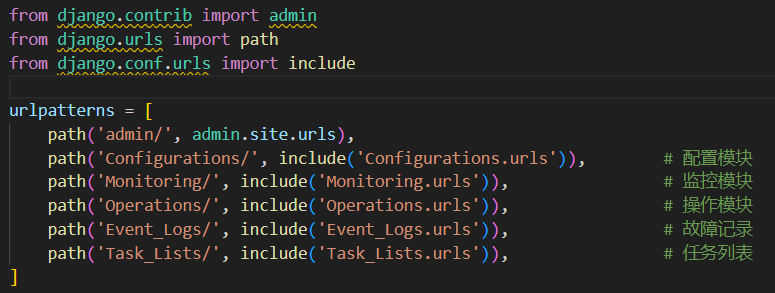 from django.contrib import admin
from django.urls import path
from django.conf.urls import include
urlpatterns = [
    path('admin/', admin.site.urls),
    path('Configurations/', include('Configurations.urls')),        # 配置模块
    path('Monitoring/', include('Monitoring.urls')),                # 监控模块
    path('Operations/', include('Operations.urls')),                # 操作模块
    path('Event_Logs/', include('Event_Logs.urls')),                # 故障记录
    path('Task_Lists/', include('Task_Lists.urls')),                # 任务列表
]